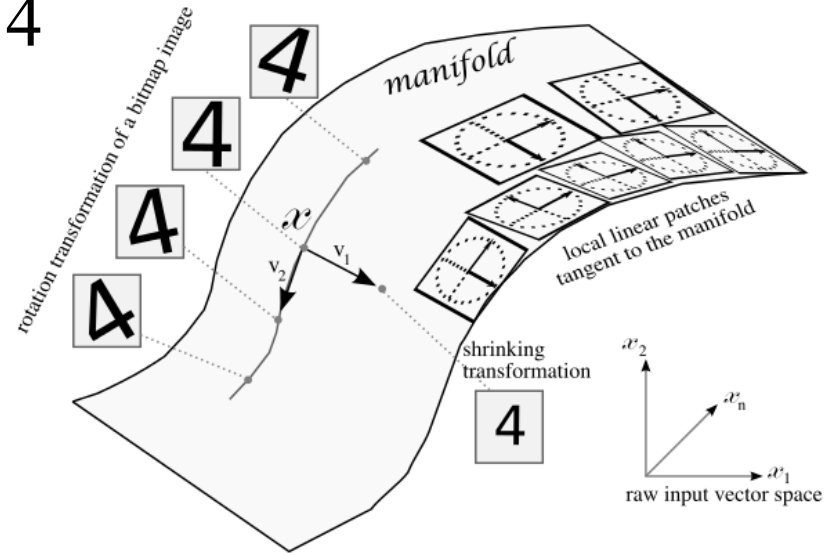 4
rotation transformation of a bitmap image
4
manifold
4
x
v1
v2
4
4
local linear patches
tangent to the manifold
shrinking
transformation
4
x2
xn
x1
raw input vector space